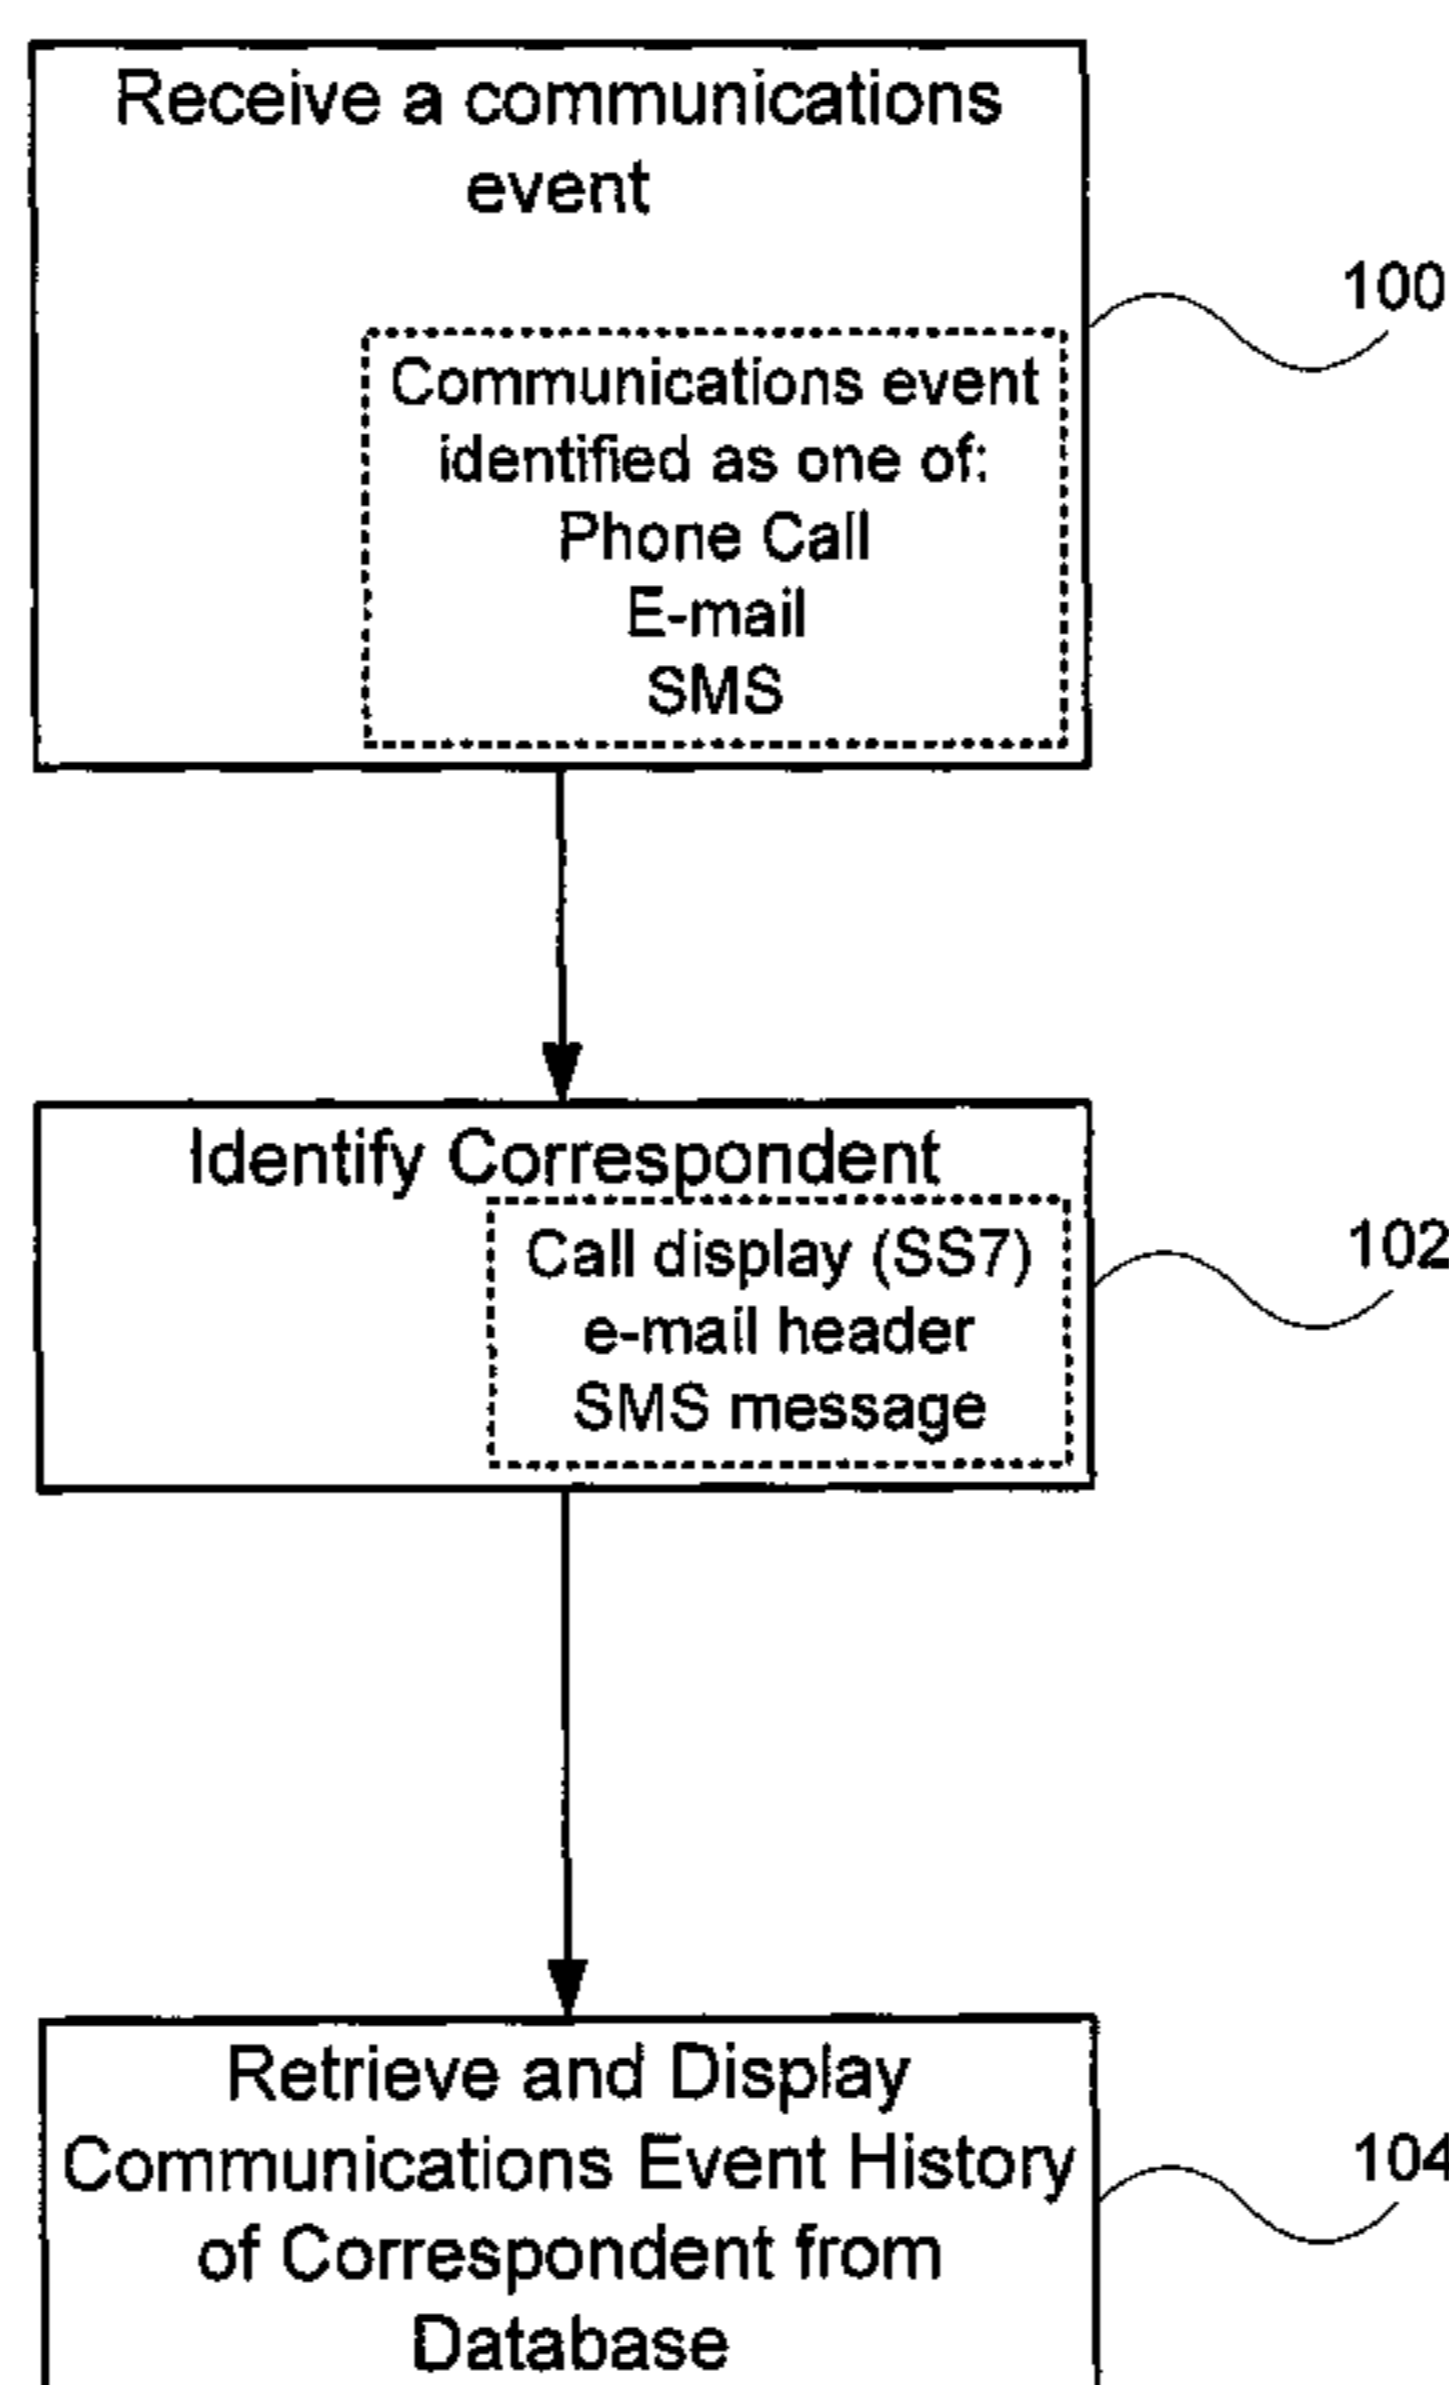 Receive a communications
event
100
Communications event
identified as one of:
Phone Call
E-mail
SMS
Identify Correspondent
Call display (SS7)
e-mail header
SMS message
102
Retrieve and Display
Communications Event History
of Correspondent from
Database
104